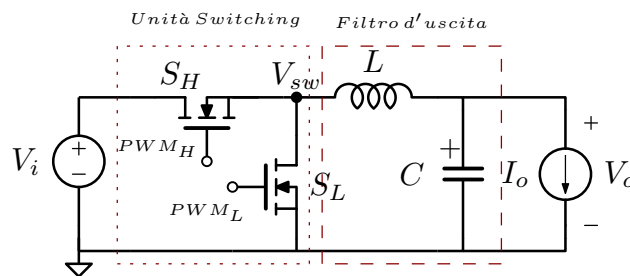 Unità Switching
Filtro d'uscita
S_H
V_sw
L
PWM_H
V_i
+
−
S_L
PWM_L
C
+
I_o
+
V_o
−